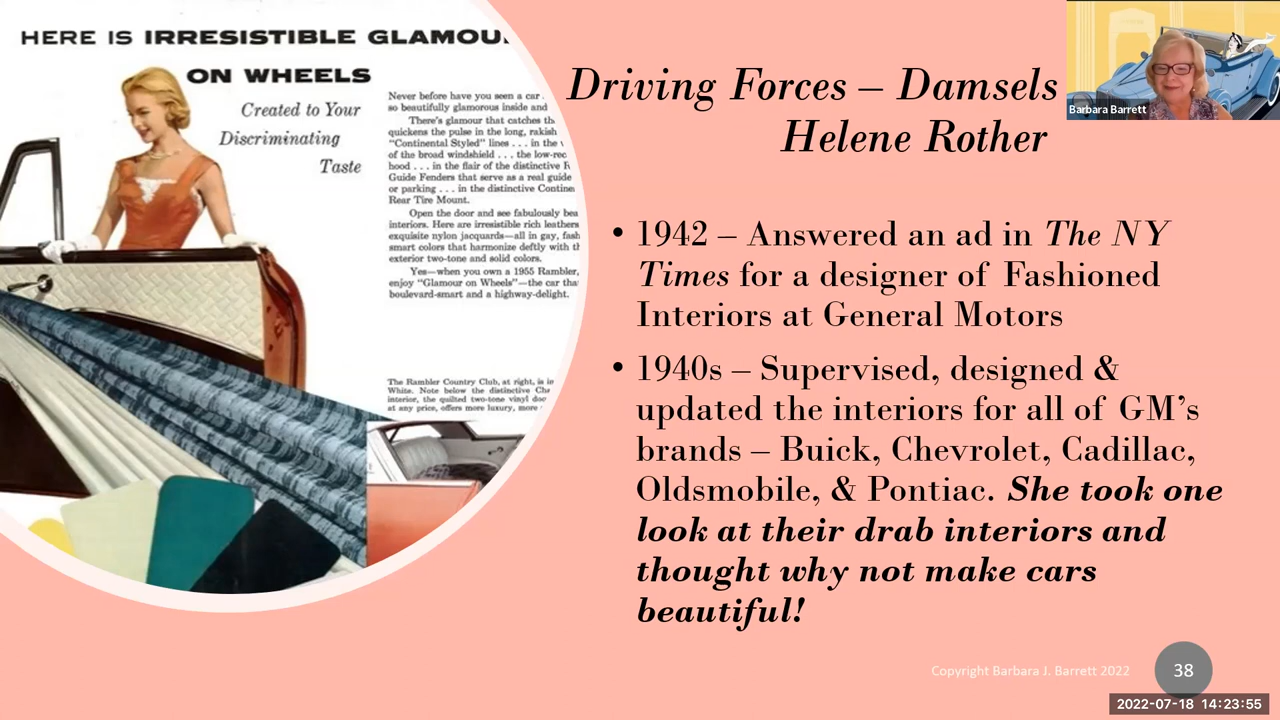 HERE IS IRRESISTIBLE GLAMOU
ON WHEELS
Created to Your
Discriminating
Taste
Never before have you seen a car
so beautifully glamorous inside and
There's glamour that catches th
quickens the pulse in the long, rakish
"Continental Styled" lines . . . in the
of the broad windshield . . . the low-rec
hood . . . in the flair of the distinctive
Guide Fenders that serve as a real guide
or parking . . . in the distinctive Contine
Rear Tire Mount.
Open the door and see fabulously bea
interiors. Here are irresistible rich leathers
exquisite nylon jacquards—all in gay, fash
smart colors that harmonize deftly with th
exterior two-tone and solid colors.
Yes—when you own a 1955 Rambler,
enjoy "Glamour on Wheels"—the car tha
boulevard-smart and a highway-delight.
The Rambler Country Club, at right, is in
White. Note below the distinctive Che
interior, the quilted two-tone vinyl doo
at any price, offers more luxury, more
Driving Forces – Damsels
Helene Rother
• 1942 – Answered an ad in The NY
Times for a designer of Fashioned
Interiors at General Motors
• 1940s – Supervised, designed &
updated the interiors for all of GM's
brands – Buick, Chevrolet, Cadillac,
Oldsmobile, & Pontiac. She took one
look at their drab interiors and
thought why not make cars
beautiful!
Barbara Barrett
Copyright Barbara J. Barrett 2022
38
2022-07-18 14:23:55